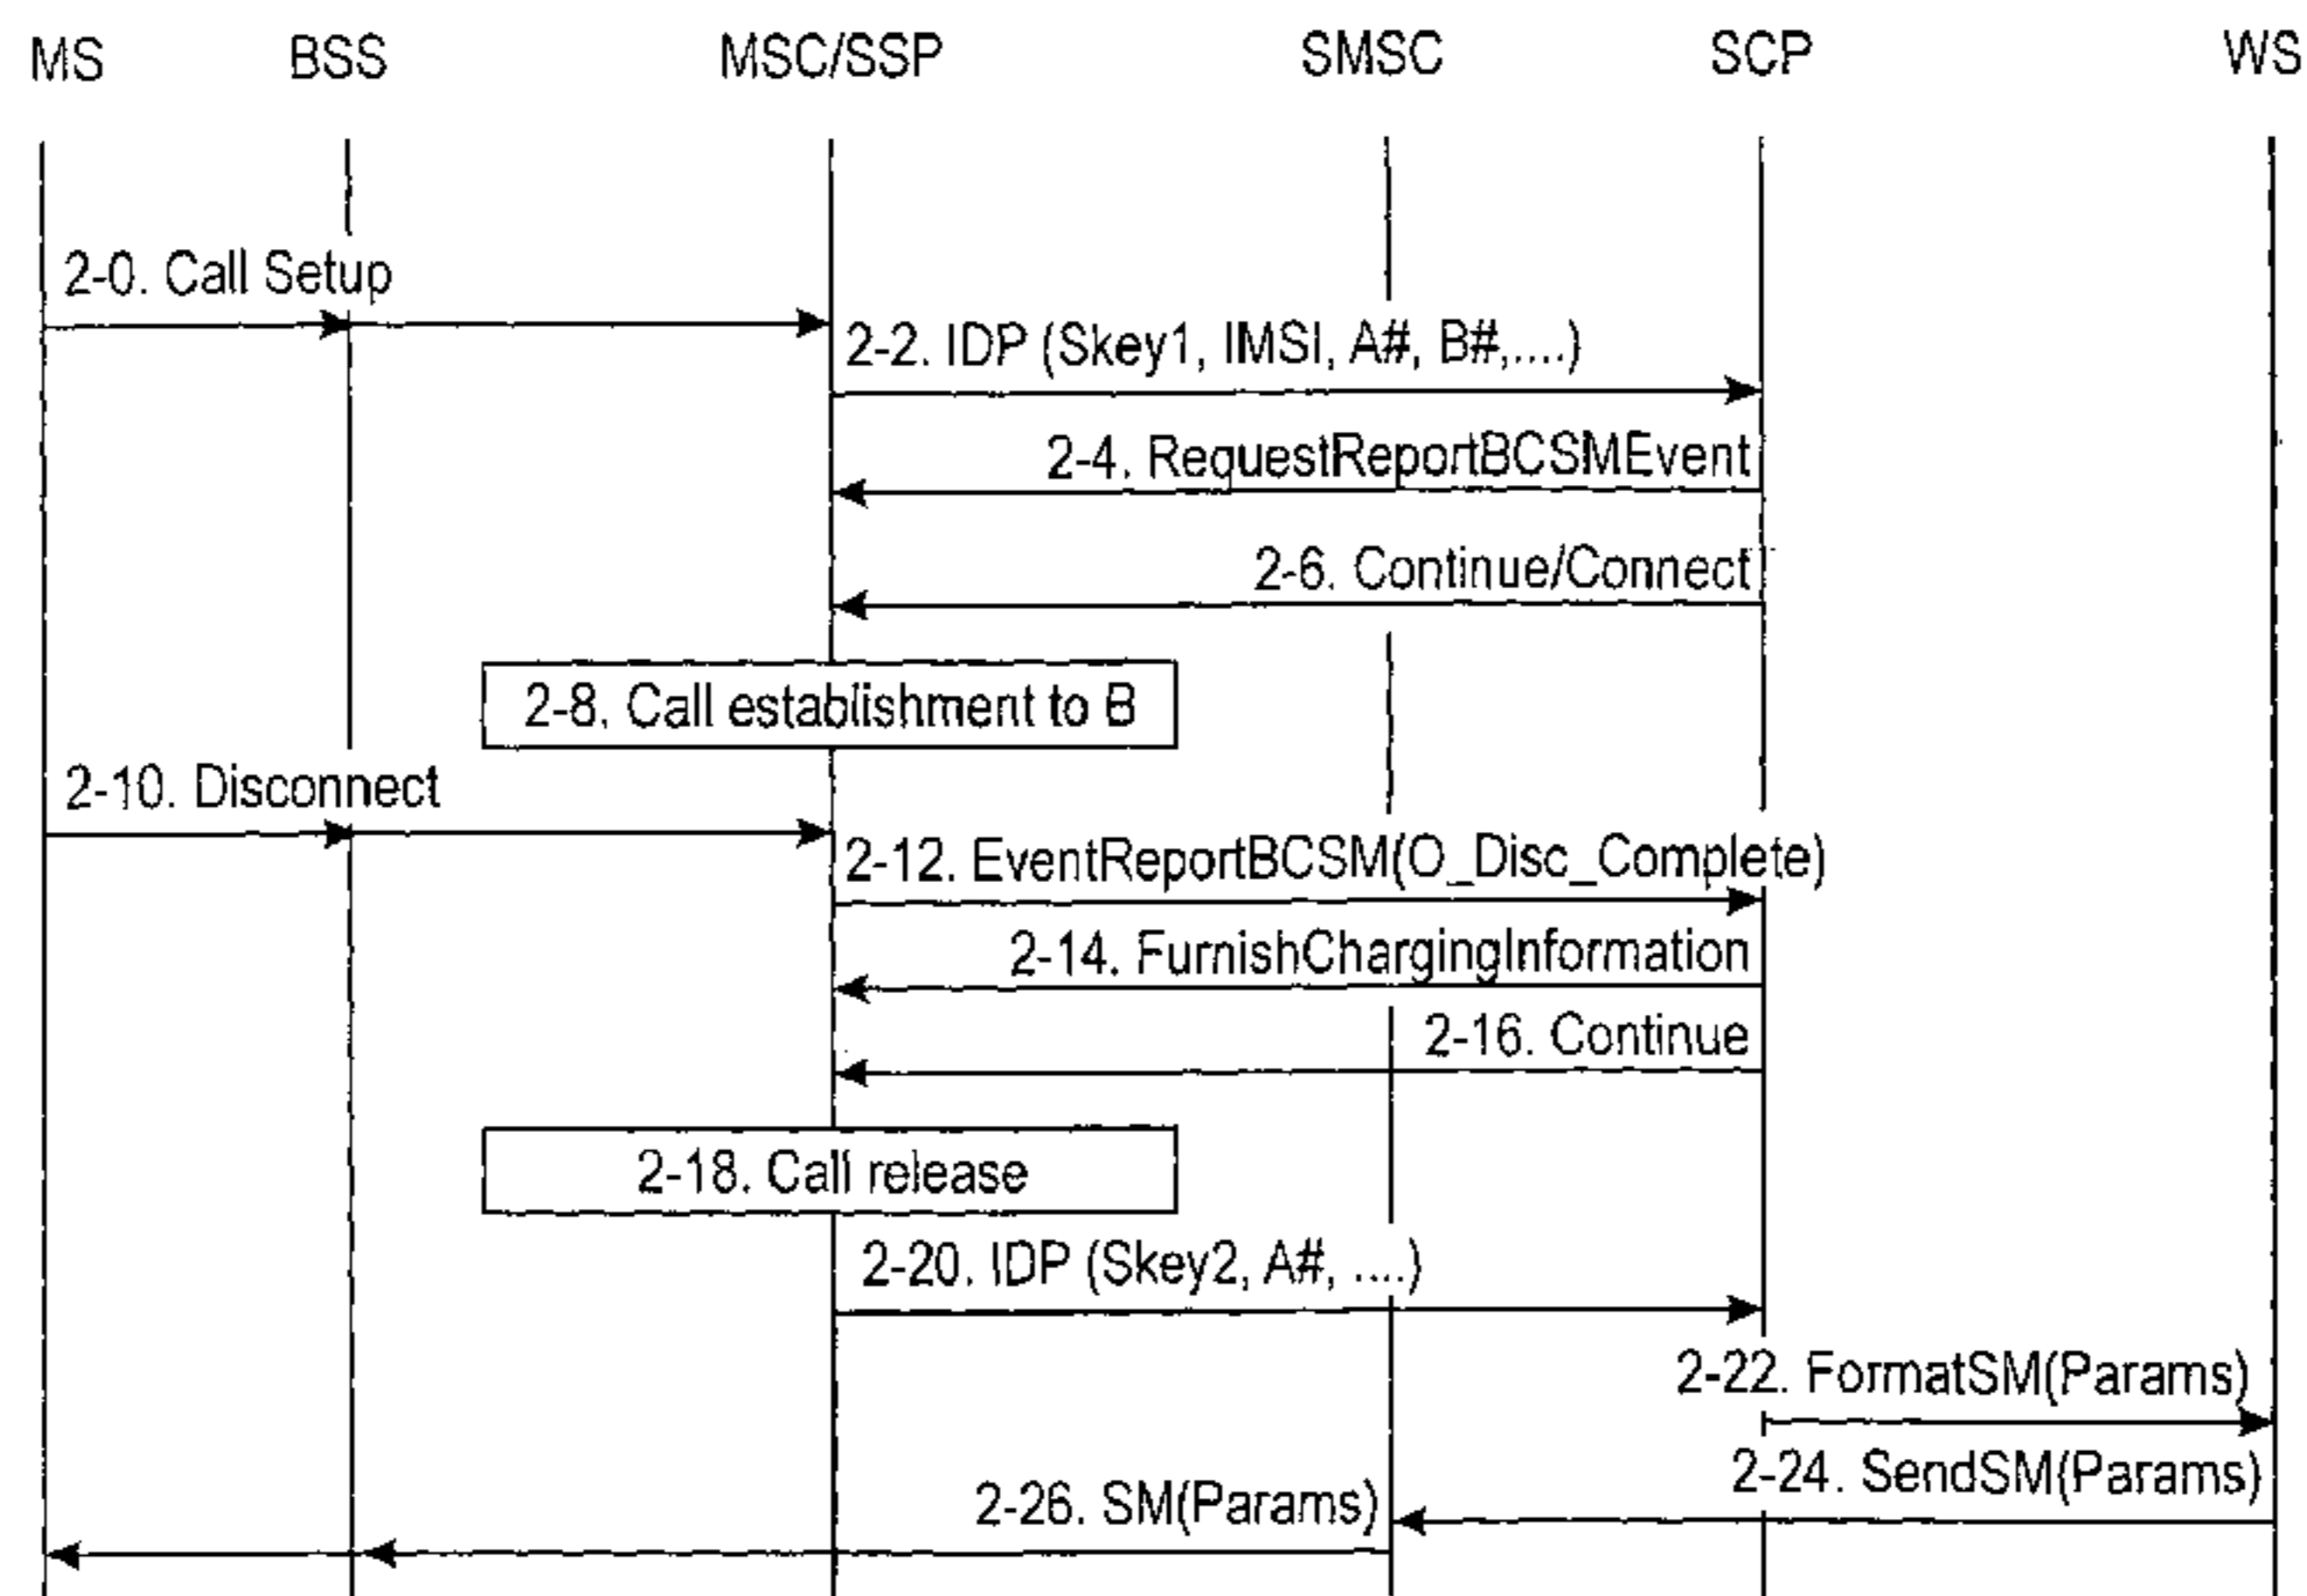 MS BSS MSC/SSP SMSC SCP WS
2-0. Call Setup
2-2. IDP (Skey1, IMSI, A#, B#,....)
2-4. RequestReportBCSMEvent
2-6. Continue/Connect
2-8. Call establishment to B
2-10. Disconnect
2-12. EventReportBCSM(O_Disc_Complete)
2-14. FurnishChargingInformation
2-16. Continue
2-18. Call release
2-20. IDP (Skey2, A#, ....)
2-22. FormatSM(Params)
2-24. SendSM(Params)
2-26. SM(Params)